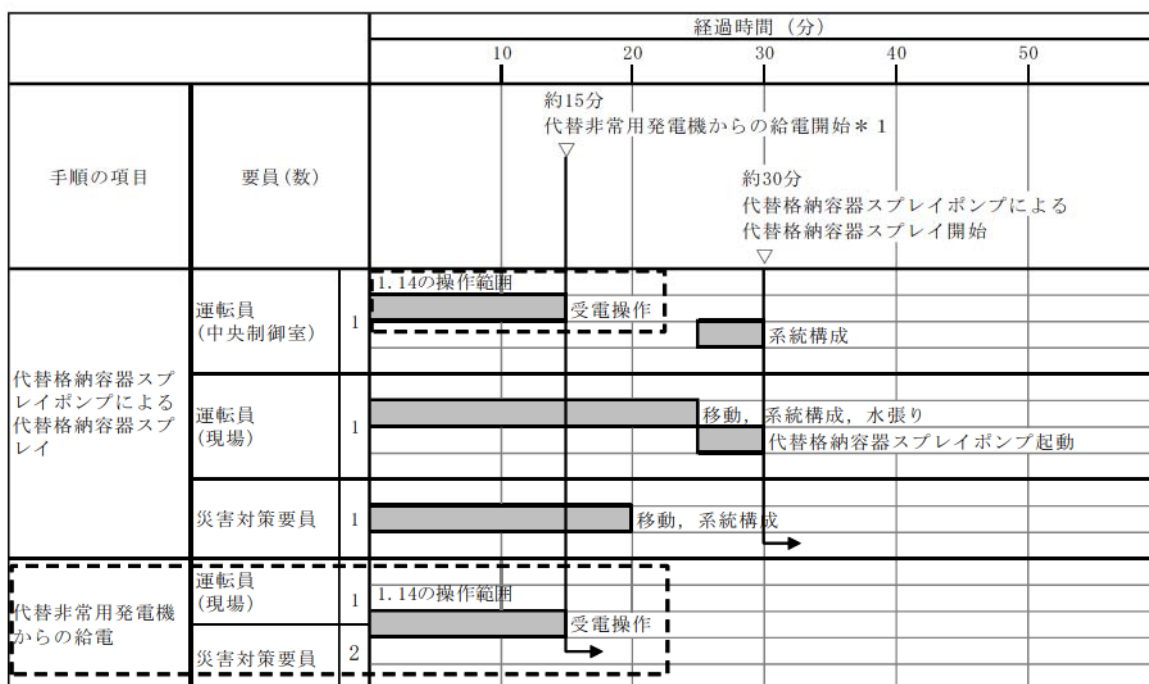 経過時間（分）
10
20
30
40
50
手順の項目
要員(数)
約15分
代替非常用発電機からの給電開始＊1
▽
約30分
代替格納容器スプレイポンプによる
代替格納容器スプレイ開始
▽
代替格納容器スプ
レイポンプによる
代替格納容器スプ
レイ
運転員
(中央制御室)
1
1.14の操作範囲
受電操作
系統構成
運転員
(現場)
1
移動，系統構成，水張り
代替格納容器スプレイポンプ起動
災害対策要員
1
移動，系統構成
代替非常用発電機
からの給電
運転員
(現場)
1
1.14の操作範囲
受電操作
災害対策要員
2